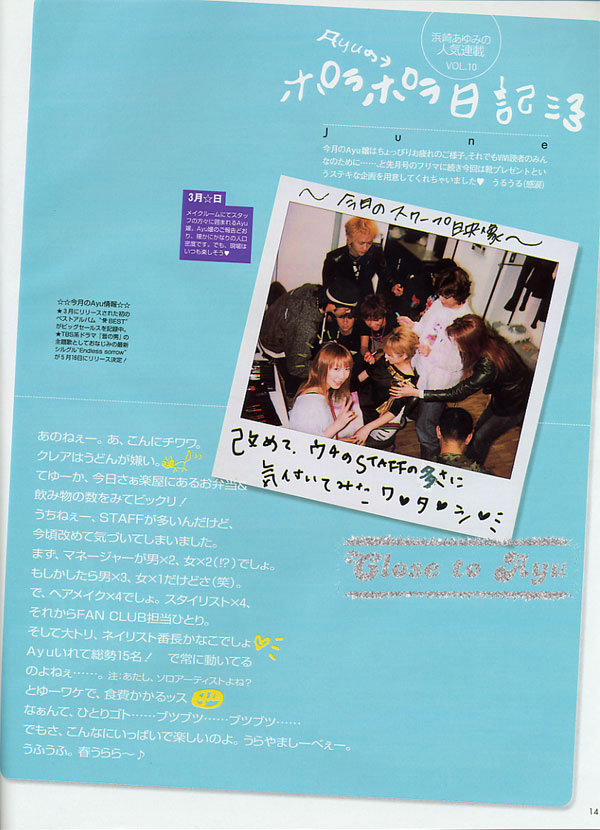 浜崎あゆみの
人気連載
VOL.10
Ayuの
ポラポラ日記
June
今月のAyu嬢はちょっぴりお疲れのご様子、それでもViVi読者のみん
なのために……、と先月号のフリマに続き今回は靴プレゼントとい
うステキな企画を用意してくれちゃいました♥ うるうる(感涙)
3月☆日
メイクルームにてスタッ
フの方々に囲まれるAyu
嬢。Ayu嬢のご報告どお
り、確かにかなりの人口
密度です。でも、現場は
いつも楽しそう♥
～今日のスワープ映像～
改めて、ウチのSTAFFの多さに
気付いてみた ワ♥タ♥シ♥
☆☆今月のAyu情報☆☆
★3月にリリースされた初の
ベストアルバム“A BEST”
がビッグセールスを記録中。
★TBS系ドラマ『昔の男』の
主題歌としておなじみの最新
シングル“Endless sorrow”
が5月16日にリリース決定!
あのねぇー。あ、こんにチワワ。
クレアはうどんが嫌い。
てゆーか、今日さぁ楽屋にあるお弁当&
飲み物の数をみてビックリ!
うちねぇー、STAFFが多いんだけど、
今頃改めて気づいてしまいました。
まず、マネージャーが男×2、女×2(!?)でしょ。
もしかしたら男×3、女×1だけどさ(笑)。
で、ヘアメイク×4でしょ。スタイリスト×4、
それからFAN CLUB担当ひとり。
そして大トリ、ネイリスト番長かなこでしょ
Ayuいれて総勢15名! で常に動いてる
のよねぇ……。注:あたし、ソロアーティストよね?
とゆーワケで、食費かかるッス
なぁんて、ひとりゴト……ブツブツ……ブツブツ……
でもさ、こんなにいっぱいで楽しいのよ。うらやましーべぇー。
うふうふ。春うらら～♪
Close to Ayu
14